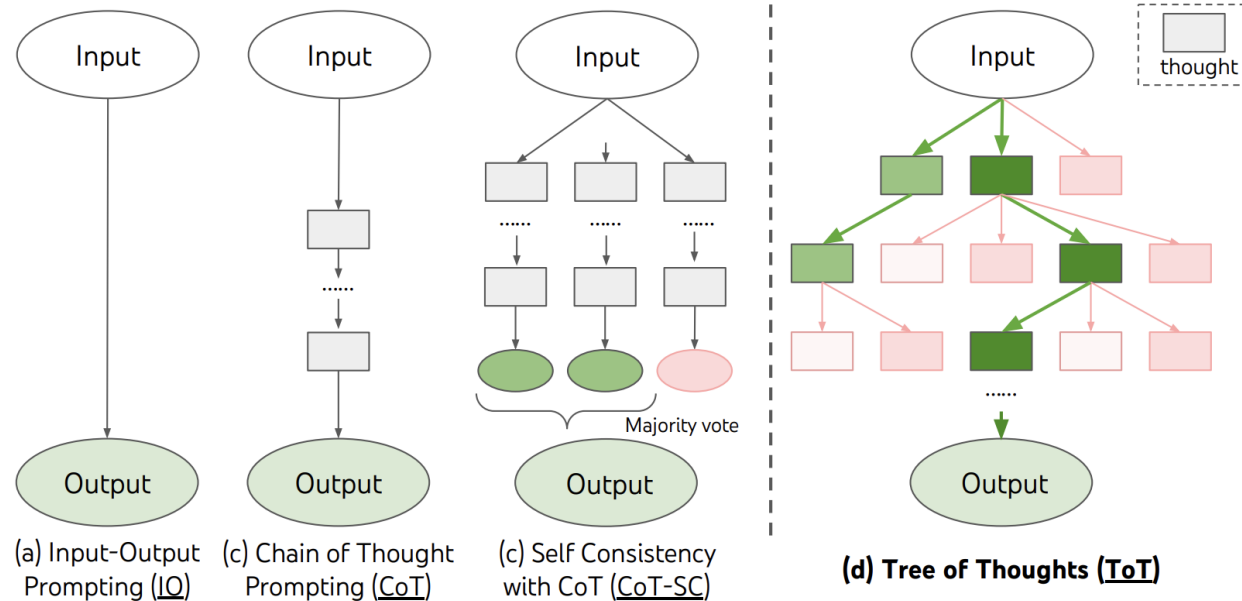 Input
Input
Input
Input
thought
......
......
......
......
......
Majority vote
Output
Output
Output
Output
(a) Input-Output
Prompting (IO)
(c) Chain of Thought
Prompting (CoT)
(c) Self Consistency
with CoT (CoT-SC)
(d) Tree of Thoughts (ToT)